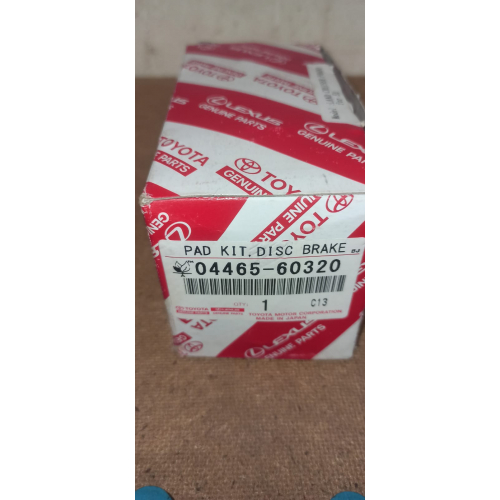 LEXUS
GENUINE PARTS
LEXUS
GENUINE PARTS
TOYOTA
GENUINE PARTS
TOYOTA
GENUINE PARTS
PAD KIT, DISC BRAKE
04465-60320
1
C13
TOYOTA MOTOR CORPORATION
MADE IN JAPAN
LEXUS